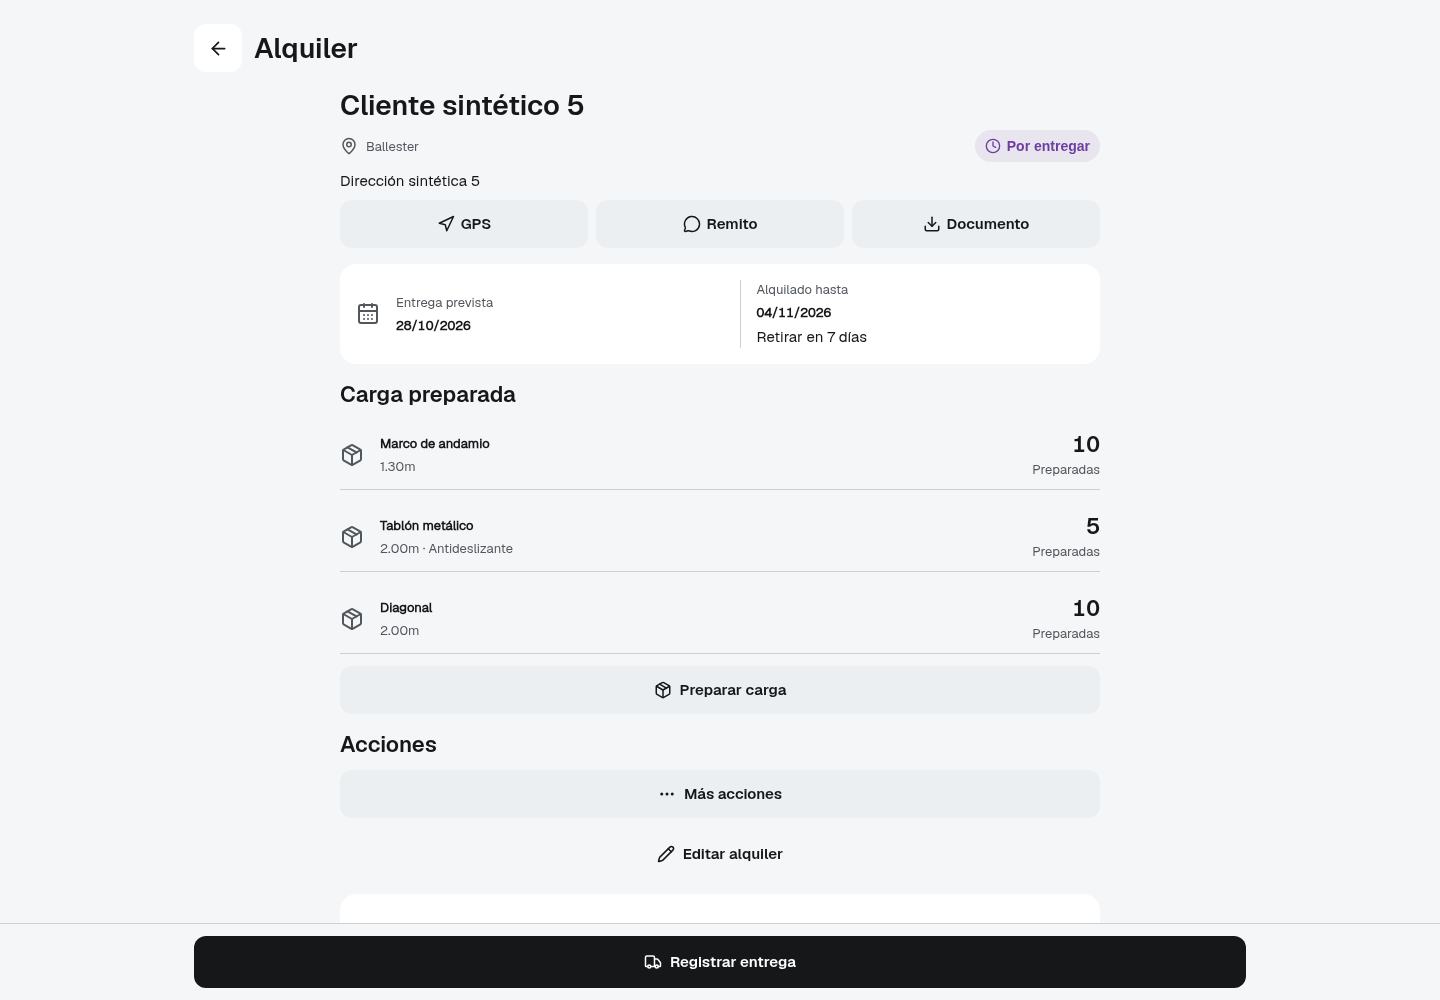 Alquiler
Cliente sintético 5
Ballester
Por entregar
Dirección sintética 5
GPS
Remito
Documento
Entrega prevista
28/10/2026
Alquilado hasta
04/11/2026
Retirar en 7 días
Carga preparada
Marco de andamio
1.30m
10
Preparadas
Tablón metálico
2.00m · Antideslizante
5
Preparadas
Diagonal
2.00m
10
Preparadas
Preparar carga
Acciones
Más acciones
Editar alquiler
Registrar entrega